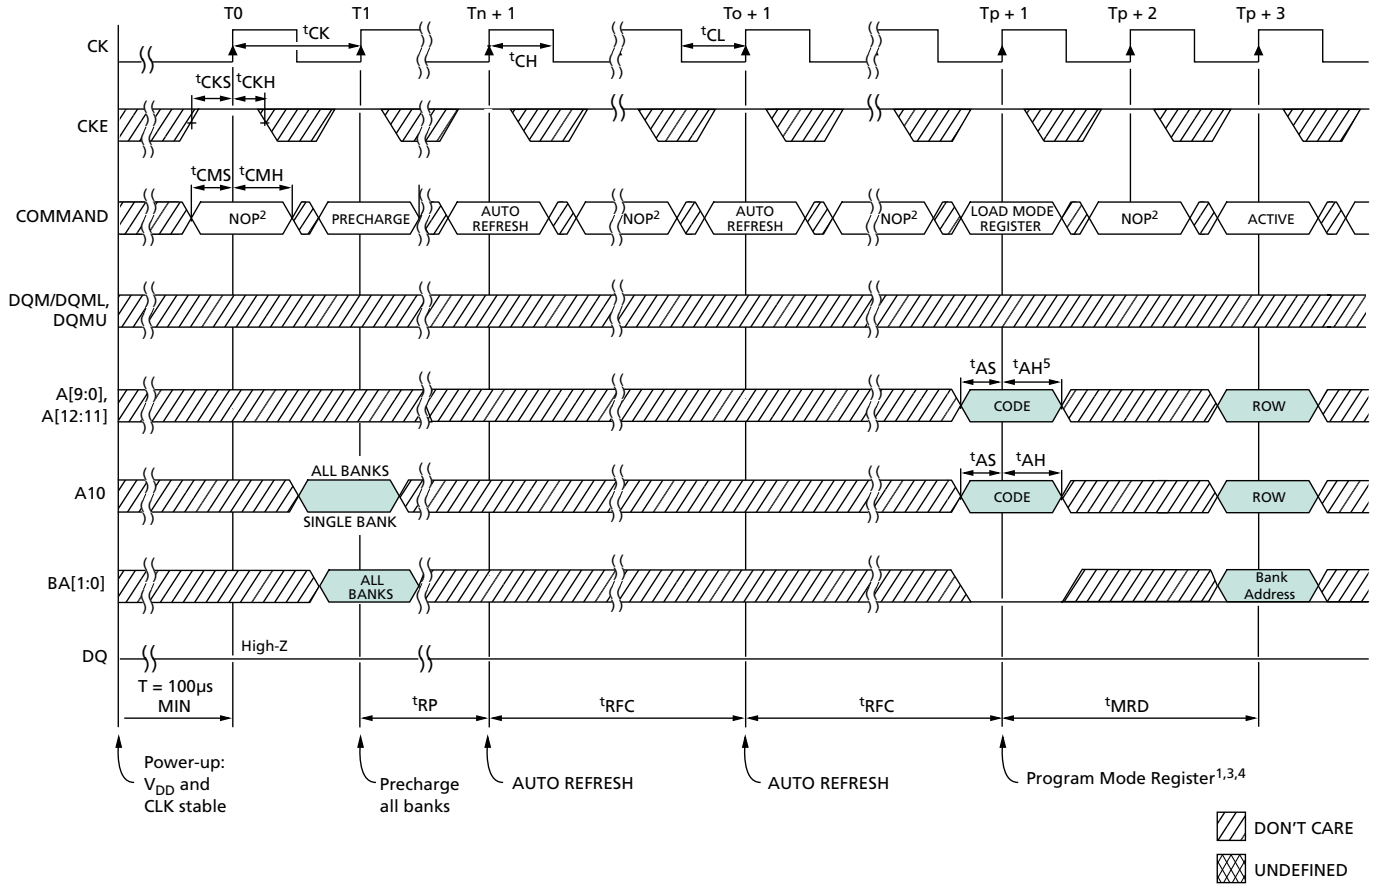 T0 T1 Tn + 1 To + 1 Tp + 1 Tp + 2 Tp + 3
CK tCK tCH tCL
tCKS tCKH
CKE
tCMS tCMH
COMMAND NOP2 PRECHARGE AUTO REFRESH NOP2 AUTO REFRESH NOP2 LOAD MODE REGISTER NOP2 ACTIVE
DQM/DQML,
DQMU
tAS tAH5
A[9:0],
A[12:11]
CODE ROW
ALL BANKS
tAS tAH
A10 CODE ROW
SINGLE BANK
BA[1:0] ALL BANKS Bank Address
High-Z
DQ
T = 100µs
MIN
tRP tRFC tRFC tMRD
Power-up:
VDD and
CLK stable
Precharge
all banks
AUTO REFRESH
AUTO REFRESH
Program Mode Register1,3,4
DON'T CARE
UNDEFINED